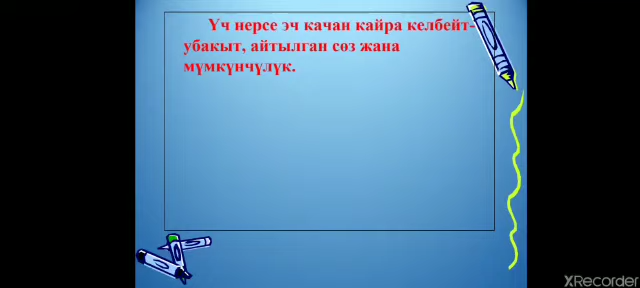 Үч нерсе эч качан кайра келбейт-
убакыт, айтылган сөз жана
мүмкүнчүлүк.
XRecorder